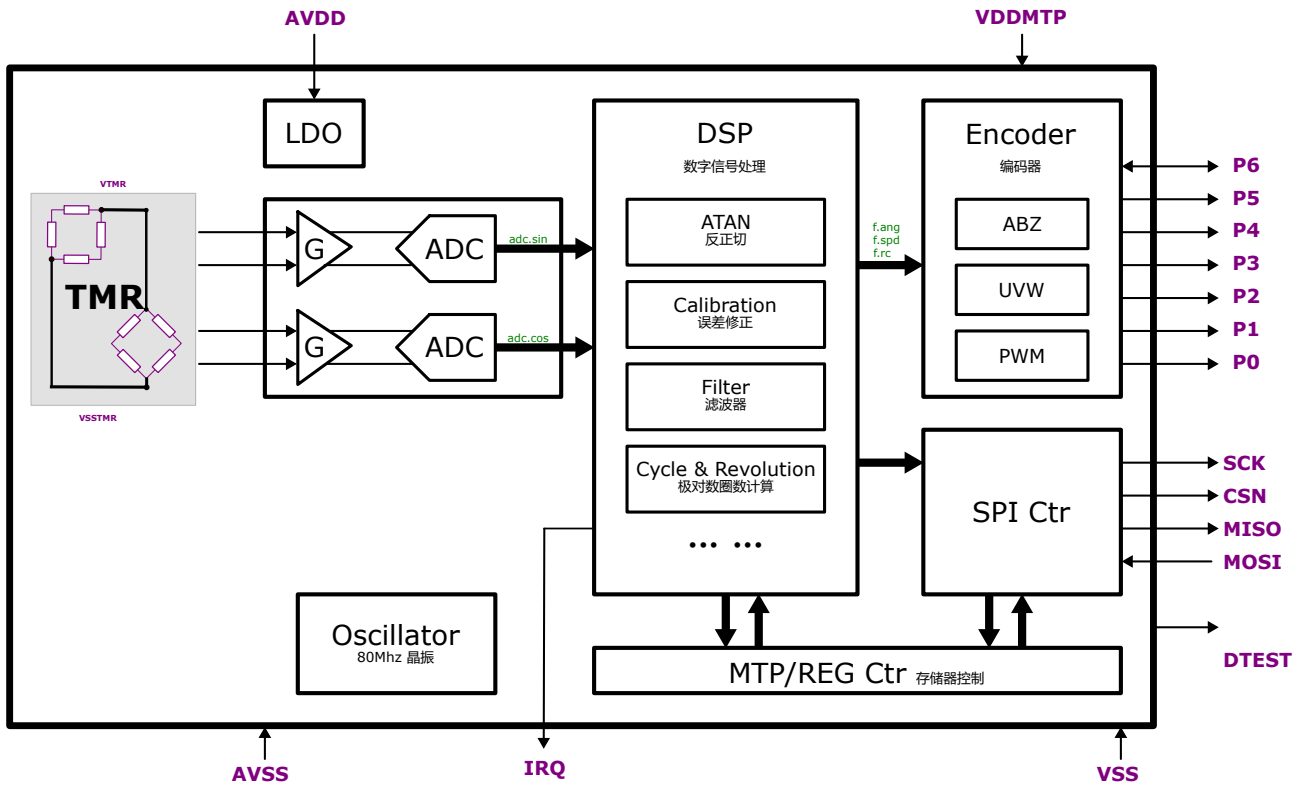 AVDD
VDDMTP
LDO
DSP
数字信号处理
Encoder
编码器
P6
P5
P4
P3
P2
P1
P0
VTMR
TMR
VSSTMR
G
ADC
adc.sin
G
ADC
adc.cos
ATAN
反正切
Calibration
误差修正
Filter
滤波器
Cycle & Revolution
极对数圈数计算
... ...
f.ang
f.spd
f.rc
ABZ
UVW
PWM
SPI Ctr
SCK
CSN
MISO
MOSI
DTEST
Oscillator
80Mhz 晶振
MTP/REG Ctr 存储器控制
AVSS
IRQ
VSS